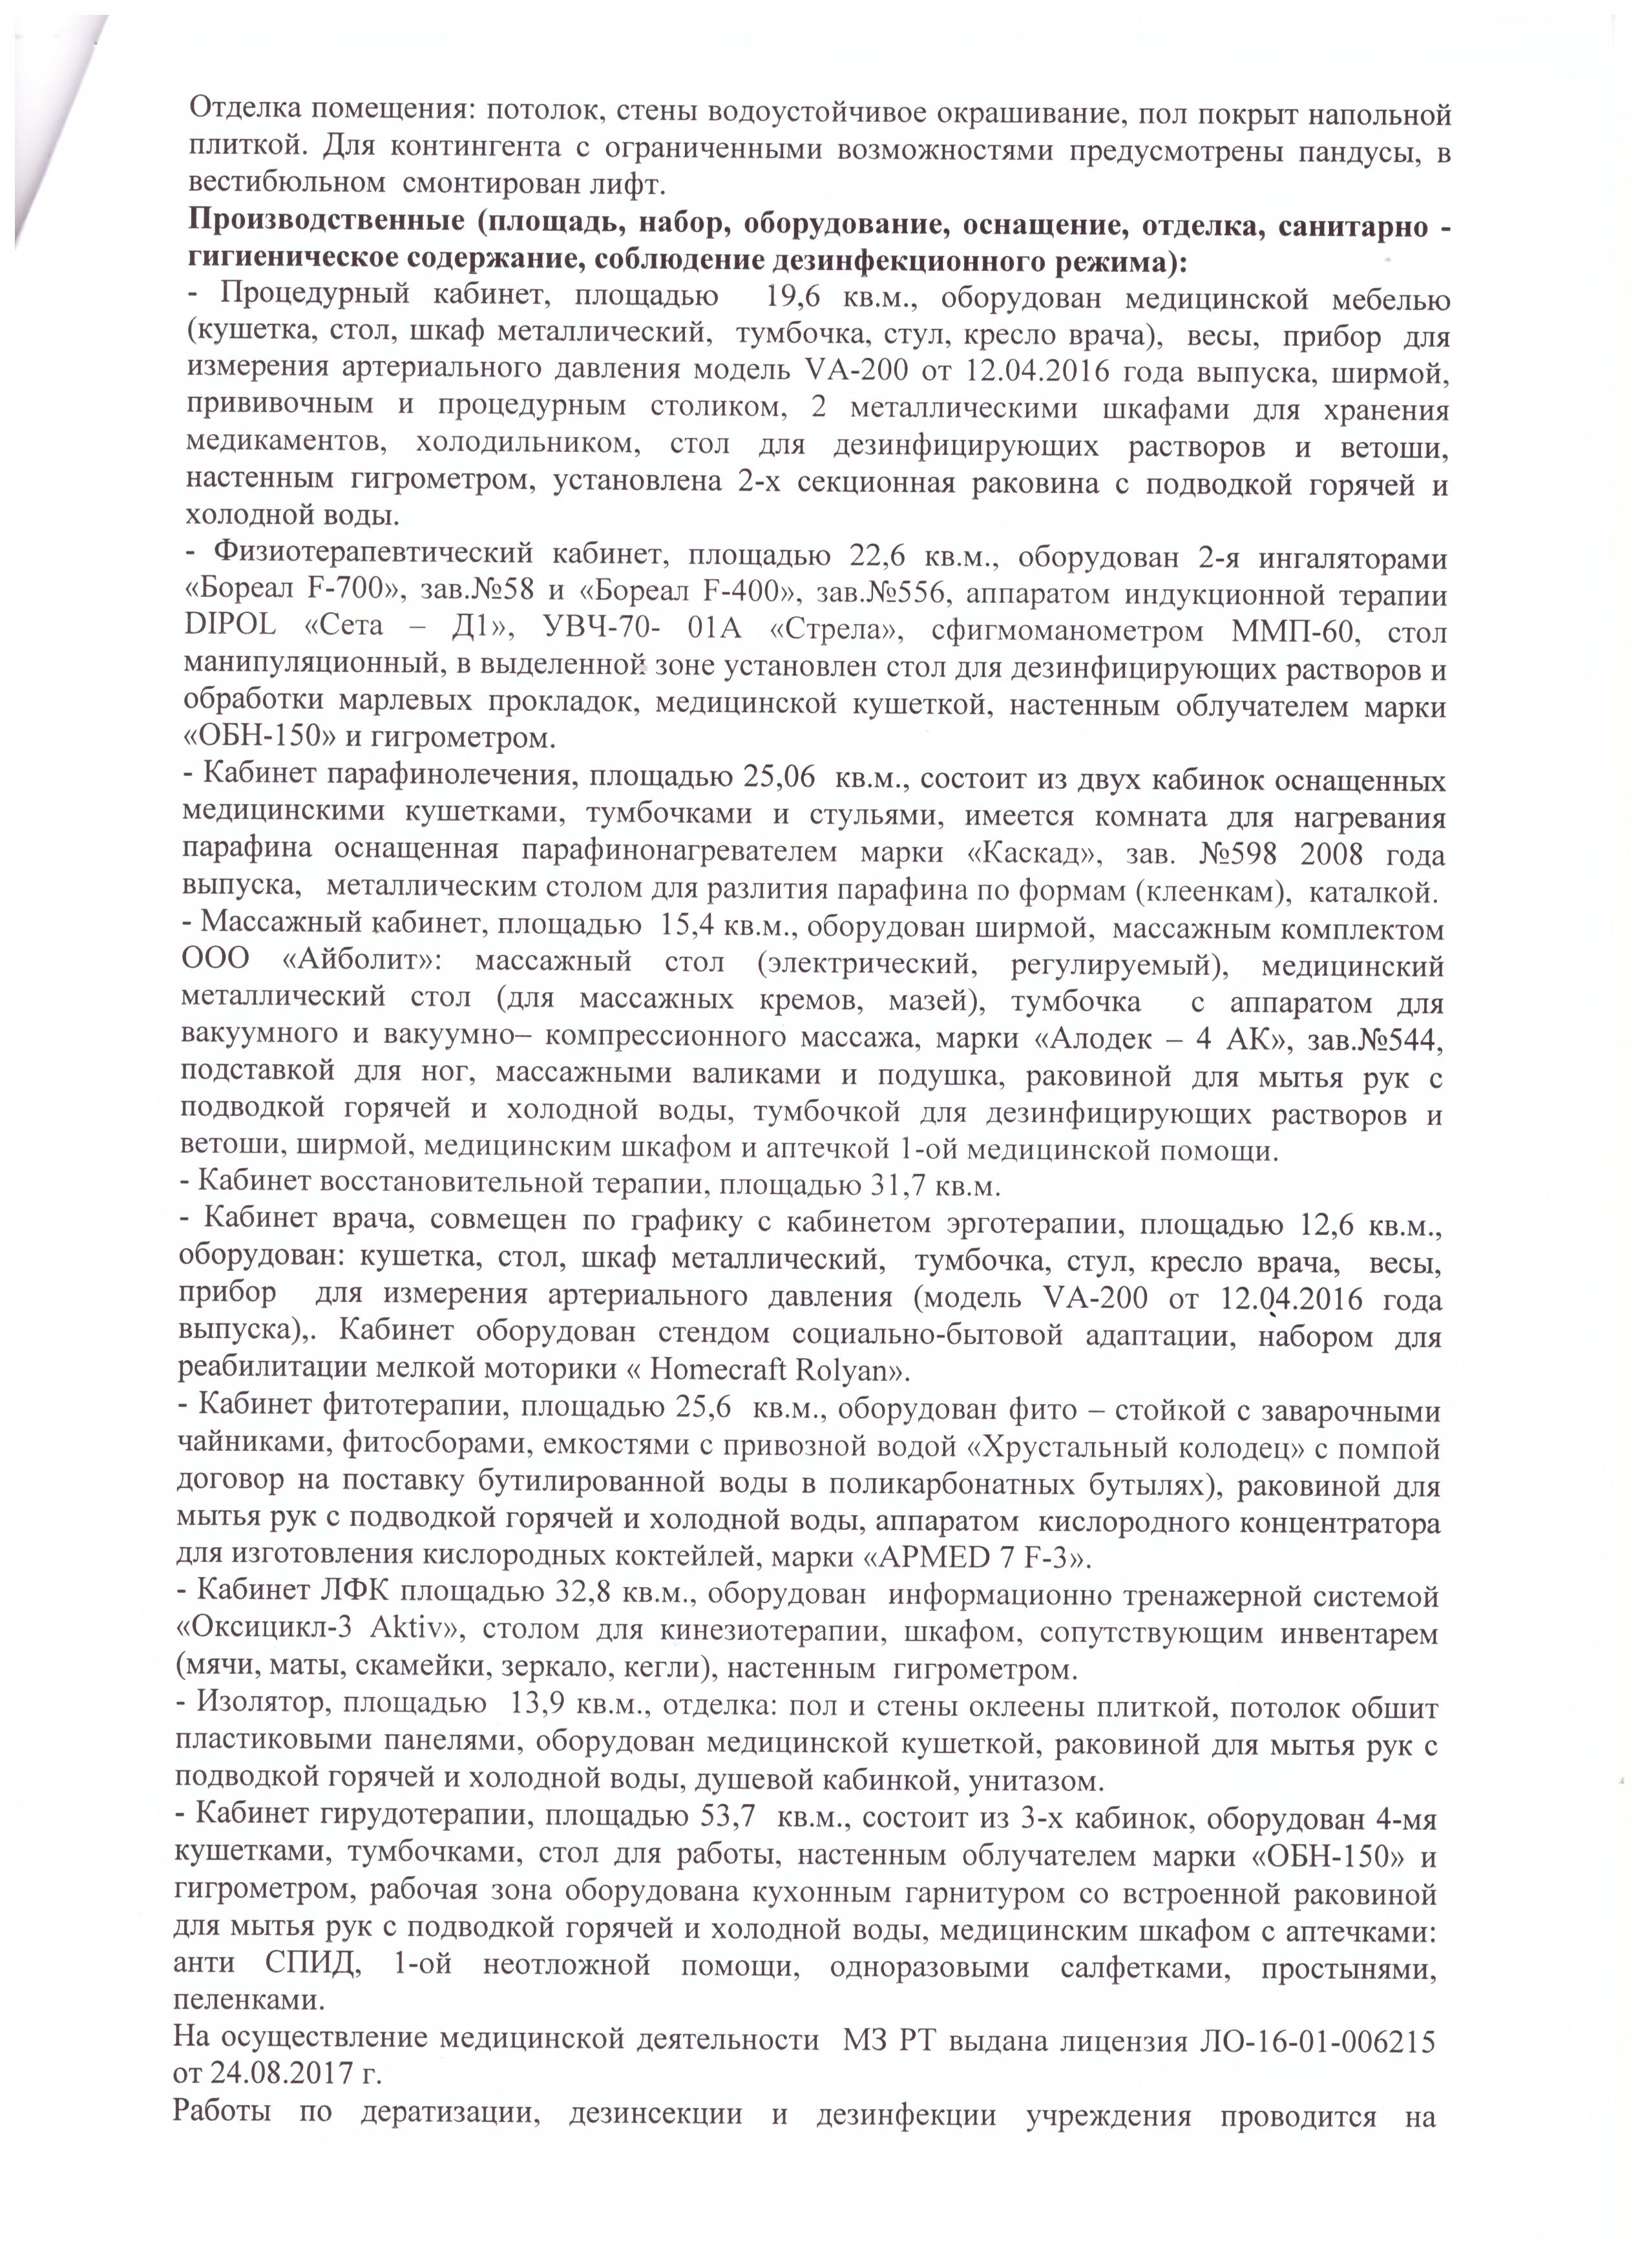 Отделка помещения: потолок, стены водоустойчивое окрашивание, пол покрыт напольной
плиткой. Для контингента с ограниченными возможностями предусмотрены пандусы, в
вестибюльном смонтирован лифт.
Производственные (площадь, набор, оборудование, оснащение, отделка, санитарно -
гигиеническое содержание, соблюдение дезинфекционного режима):
- Процедурный кабинет, площадью 19,6 кв.м., оборудован медицинской мебелью
(кушетка, стол, шкаф металлический, тумбочка, стул, кресло врача), весы, прибор для
измерения артериального давления модель VA-200 от 12.04.2016 года выпуска, ширмой,
прививочным и процедурным столиком, 2 металлическими шкафами для хранения
медикаментов, холодильником, стол для дезинфицирующих растворов и ветоши,
настенным гигрометром, установлена 2-х секционная раковина с подводкой горячей и
холодной воды.
- Физиотерапевтический кабинет, площадью 22,6 кв.м., оборудован 2-я ингаляторами
«Бореал F-700», зав.№58 и «Бореал F-400», зав.№556, аппаратом индукционной терапии
DIPOL «Сета – Д1», УВЧ-70- 01А «Стрела», сфигмоманометром ММП-60, стол
манипуляционный, в выделенной зоне установлен стол для дезинфицирующих растворов и
обработки марлевых прокладок, медицинской кушеткой, настенным облучателем марки
«ОБН-150» и гигрометром.
- Кабинет парафинолечения, площадью 25,06 кв.м., состоит из двух кабинок оснащенных
медицинскими кушетками, тумбочками и стульями, имеется комната для нагревания
парафина оснащенная парафинонагревателем марки «Каскад», зав. №598 2008 года
выпуска, металлическим столом для разлития парафина по формам (клеенкам), каталкой.
- Массажный кабинет, площадью 15,4 кв.м., оборудован ширмой, массажным комплектом
ООО «Айболит»: массажный стол (электрический, регулируемый), медицинский
металлический стол (для массажных кремов, мазей), тумбочка с аппаратом для
вакуумного и вакуумно– компрессионного массажа, марки «Алодек – 4 АК», зав.№544,
подставкой для ног, массажными валиками и подушка, раковиной для мытья рук с
подводкой горячей и холодной воды, тумбочкой для дезинфицирующих растворов и
ветоши, ширмой, медицинским шкафом и аптечкой 1-ой медицинской помощи.
- Кабинет восстановительной терапии, площадью 31,7 кв.м.
- Кабинет врача, совмещен по графику с кабинетом эрготерапии, площадью 12,6 кв.м.,
оборудован: кушетка, стол, шкаф металлический, тумбочка, стул, кресло врача, весы,
прибор для измерения артериального давления (модель VA-200 от 12.04.2016 года
выпуска),. Кабинет оборудован стендом социально-бытовой адаптации, набором для
реабилитации мелкой моторики « Homecraft Rolyan».
- Кабинет фитотерапии, площадью 25,6 кв.м., оборудован фито – стойкой с заварочными
чайниками, фитосборами, емкостями с привозной водой «Хрустальный колодец» с помпой
договор на поставку бутилированной воды в поликарбонатных бутылях), раковиной для
мытья рук с подводкой горячей и холодной воды, аппаратом кислородного концентратора
для изготовления кислородных коктейлей, марки «APMED 7 F-3».
- Кабинет ЛФК площадью 32,8 кв.м., оборудован информационно тренажерной системой
«Оксицикл-3 Aktiv», столом для кинезиотерапии, шкафом, сопутствующим инвентарем
(мячи, маты, скамейки, зеркало, кегли), настенным гигрометром.
- Изолятор, площадью 13,9 кв.м., отделка: пол и стены оклеены плиткой, потолок обшит
пластиковыми панелями, оборудован медицинской кушеткой, раковиной для мытья рук с
подводкой горячей и холодной воды, душевой кабинкой, унитазом.
- Кабинет гирудотерапии, площадью 53,7 кв.м., состоит из 3-х кабинок, оборудован 4-мя
кушетками, тумбочками, стол для работы, настенным облучателем марки «ОБН-150» и
гигрометром, рабочая зона оборудована кухонным гарнитуром со встроенной раковиной
для мытья рук с подводкой горячей и холодной воды, медицинским шкафом с аптечками:
анти СПИД, 1-ой неотложной помощи, одноразовыми салфетками, простынями,
пеленками.
На осуществление медицинской деятельности МЗ РТ выдана лицензия ЛО-16-01-006215
от 24.08.2017 г.
Работы по дератизации, дезинсекции и дезинфекции учреждения проводится на